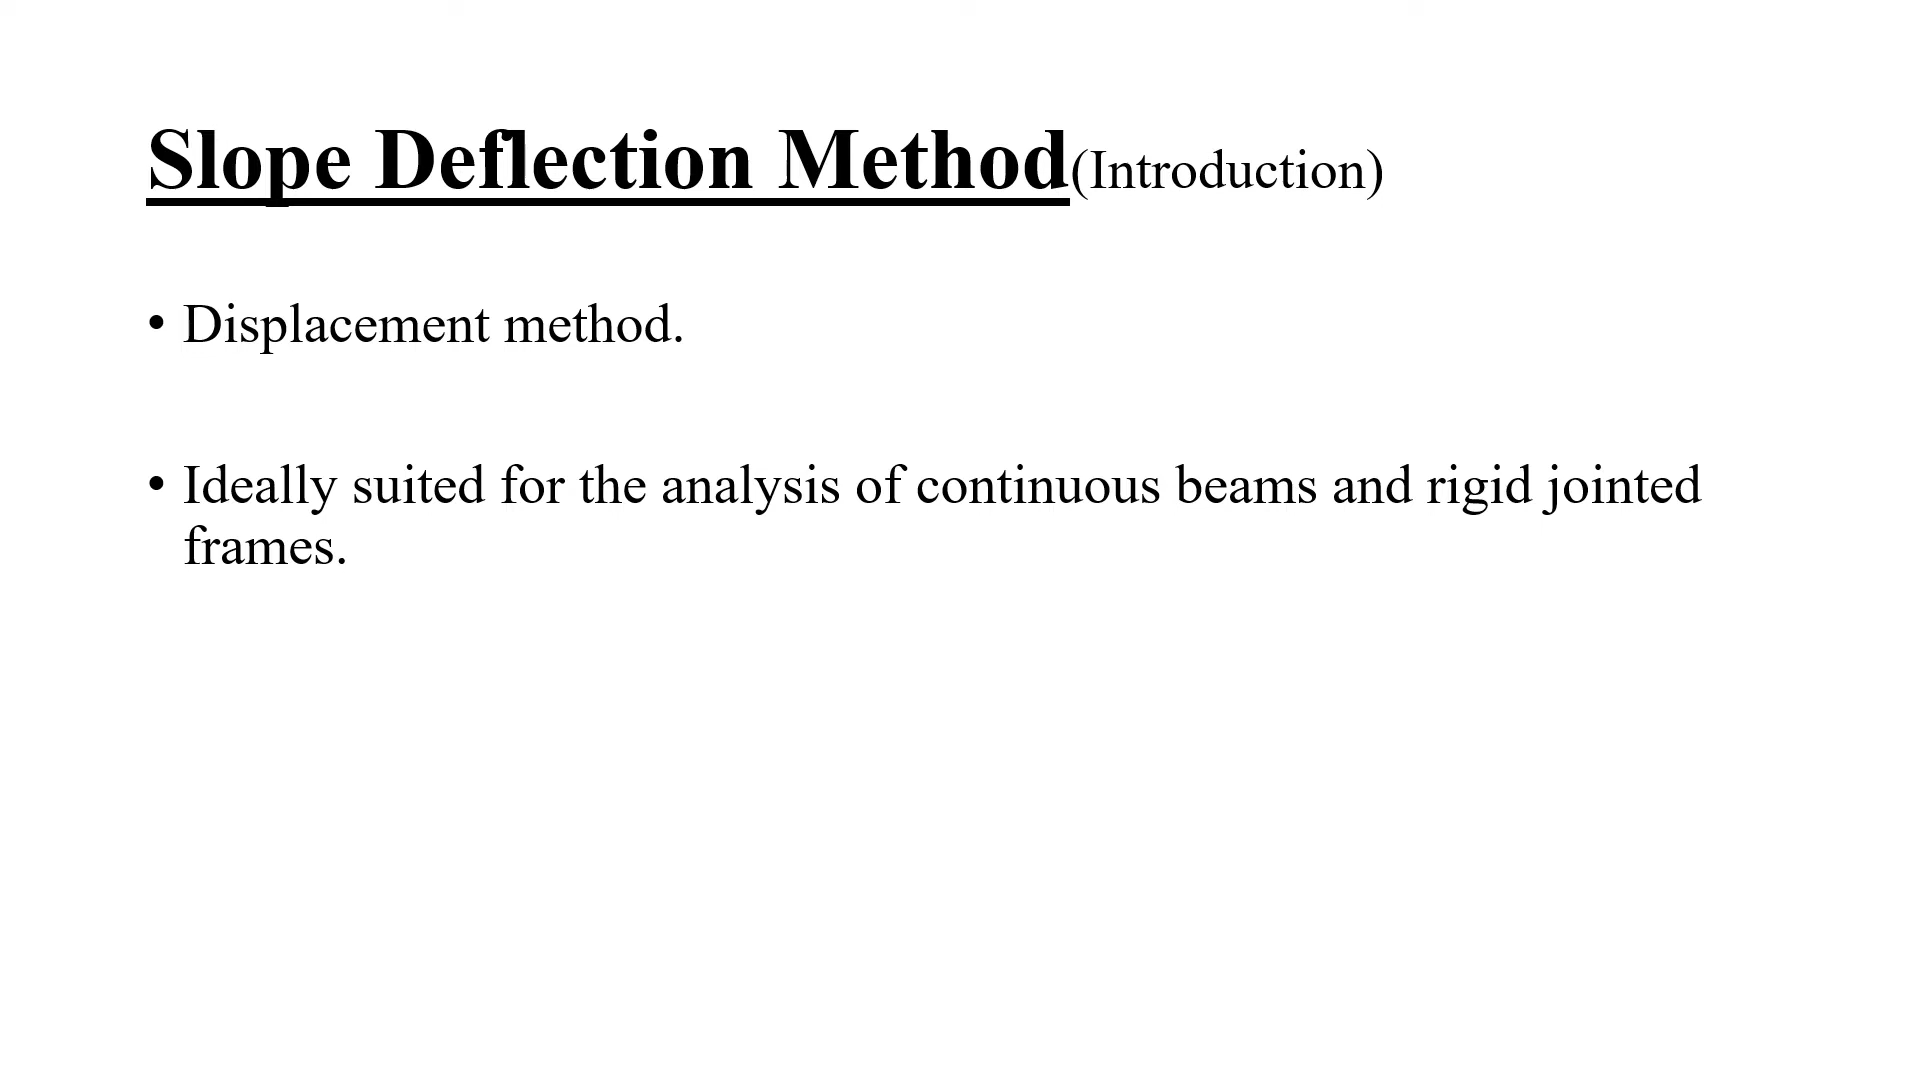 Slope Deflection Method(Introduction)
• Displacement method.
• Ideally suited for the analysis of continuous beams and rigid jointed
frames.